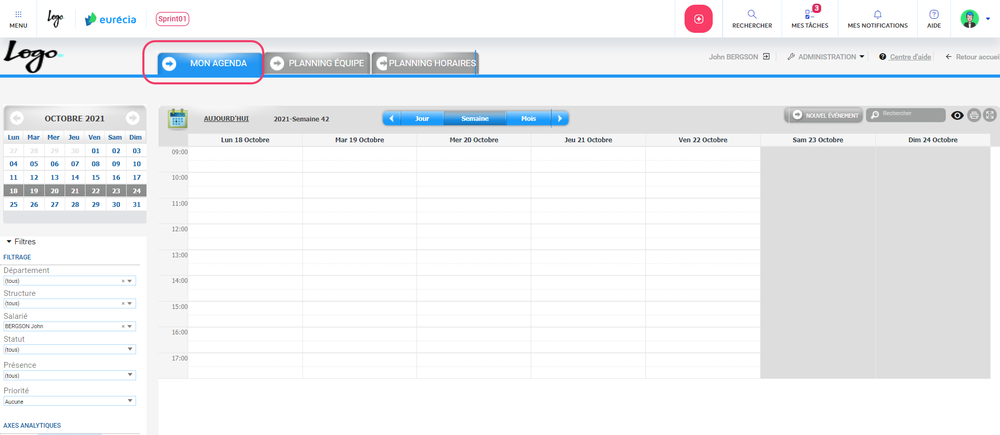 MENU
Logo
eurécia
Sprint01
RECHERCHER
3
MES TÂCHES
MES NOTIFICATIONS
?
AIDE
Logo
MON AGENDA
PLANNING ÉQUIPE
PLANNING HORAIRES
John BERGSON
ADMINISTRATION
? Centre d'aide
Retour accueil
OCTOBRE 2021
Lun Mar Mer Jeu Ven Sam Dim
27 28 29 30 01 02 03
04 05 06 07 08 09 10
11 12 13 14 15 16 17
18 19 20 21 22 23 24
25 26 27 28 29 30 31
Filtres
FILTRAGE
Département
(tous) ×
Structure
(tous) ×
Salarié
BERGSON John ×
Statut
(tous)
Présence
(tous)
Priorité
Aucune
AXES ANALYTIQUES
AUJOURD'HUI
2021-Semaine 42
Jour Semaine Mois
NOUVEL ÉVÉNEMENT
Rechercher
Lun 18 Octobre Mar 19 Octobre Mer 20 Octobre Jeu 21 Octobre Ven 22 Octobre Sam 23 Octobre Dim 24 Octobre
09:00
10:00
11:00
12:00
13:00
14:00
15:00
16:00
17:00